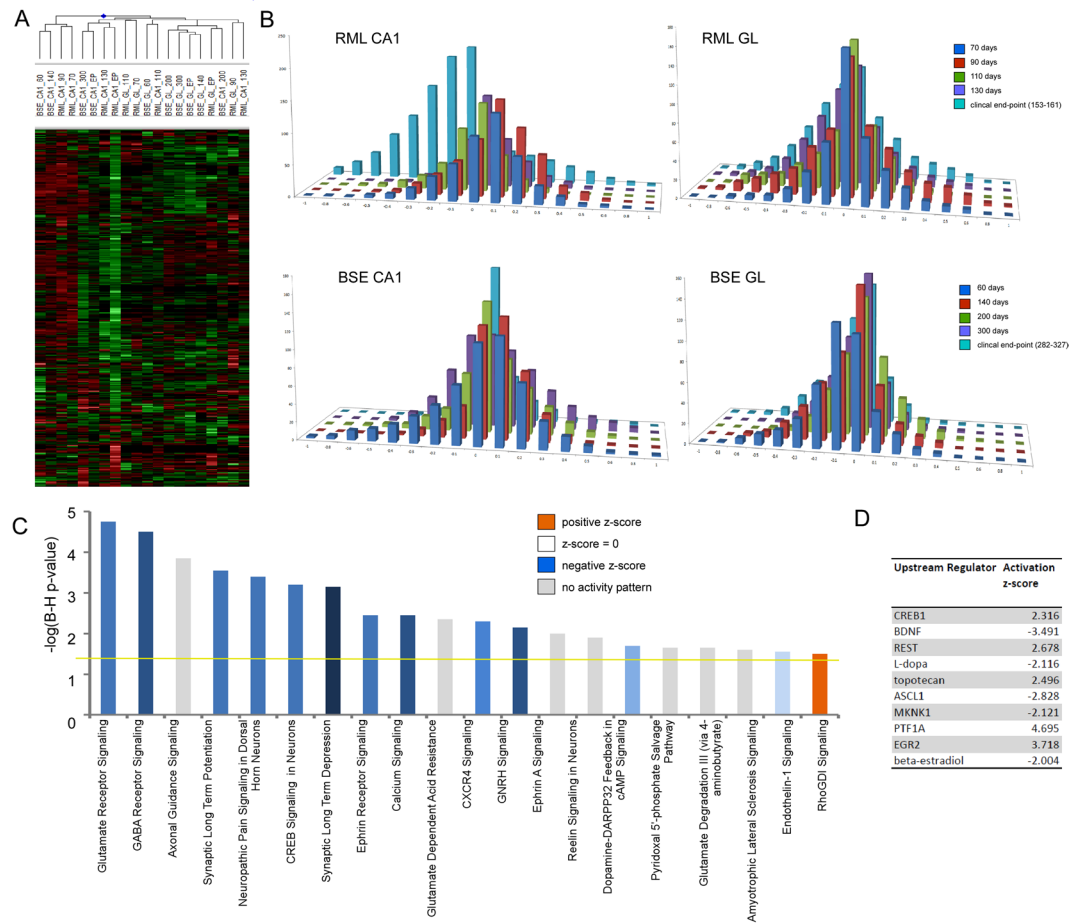 A
BSE_CA1_60
BSE_CA1_140
RML_CA1_90
RML_CA1_70
BSE_CA1_300
BSE_CA1_EP
RML_CA1_130
RML_CA1_EP
RML_GL_110
RML_GL_70
BSE_GL_60
RML_CA1_110
BSE_GL_200
BSE_GL_300
BSE_GL_EP
BSE_GL_140
RML_GL_EP
BSE_CA1_200
RML_GL_90
RML_CA1_130
B
RML CA1
RML GL
70 days
90 days
110 days
130 days
clincal end-point (153-161)
BSE CA1
BSE GL
60 days
140 days
200 days
300 days
clincal end-point (282-327)
C
-log(B-H p-value)
5
4
3
2
1
0
positive z-score
z-score = 0
negative z-score
no activity pattern
Glutamate Receptor Signaling
GABA Receptor Signaling
Axonal Guidance Signaling
Synaptic Long Term Potentiation
Neuropathic Pain Signaling in Dorsal
Horn Neurons
CREB Signaling in Neurons
Synaptic Long Term Depression
Ephrin Receptor Signaling
Calcium Signaling
Glutamate Dependent Acid Resistance
CXCR4 Signaling
GNRH Signaling
Ephrin A Signaling
Reelin Signaling in Neurons
Dopamine-DARPP32 Feedback in
cAMP Signaling
Pyridoxal 5'-phosphate Salvage
Pathway
Glutamate Degradation III (via 4-
aminobutyrate)
Amyotrophic Lateral Sclerosis Signaling
Endothelin-1 Signaling
RhoGDI Signaling
D
Upstream Regulator Activation
z-score
CREB1 2.316
BDNF -3.491
REST 2.678
L-dopa -2.116
topotecan 2.496
ASCL1 -2.828
MKNK1 -2.121
PTF1A 4.695
EGR2 3.718
beta-estradiol -2.004